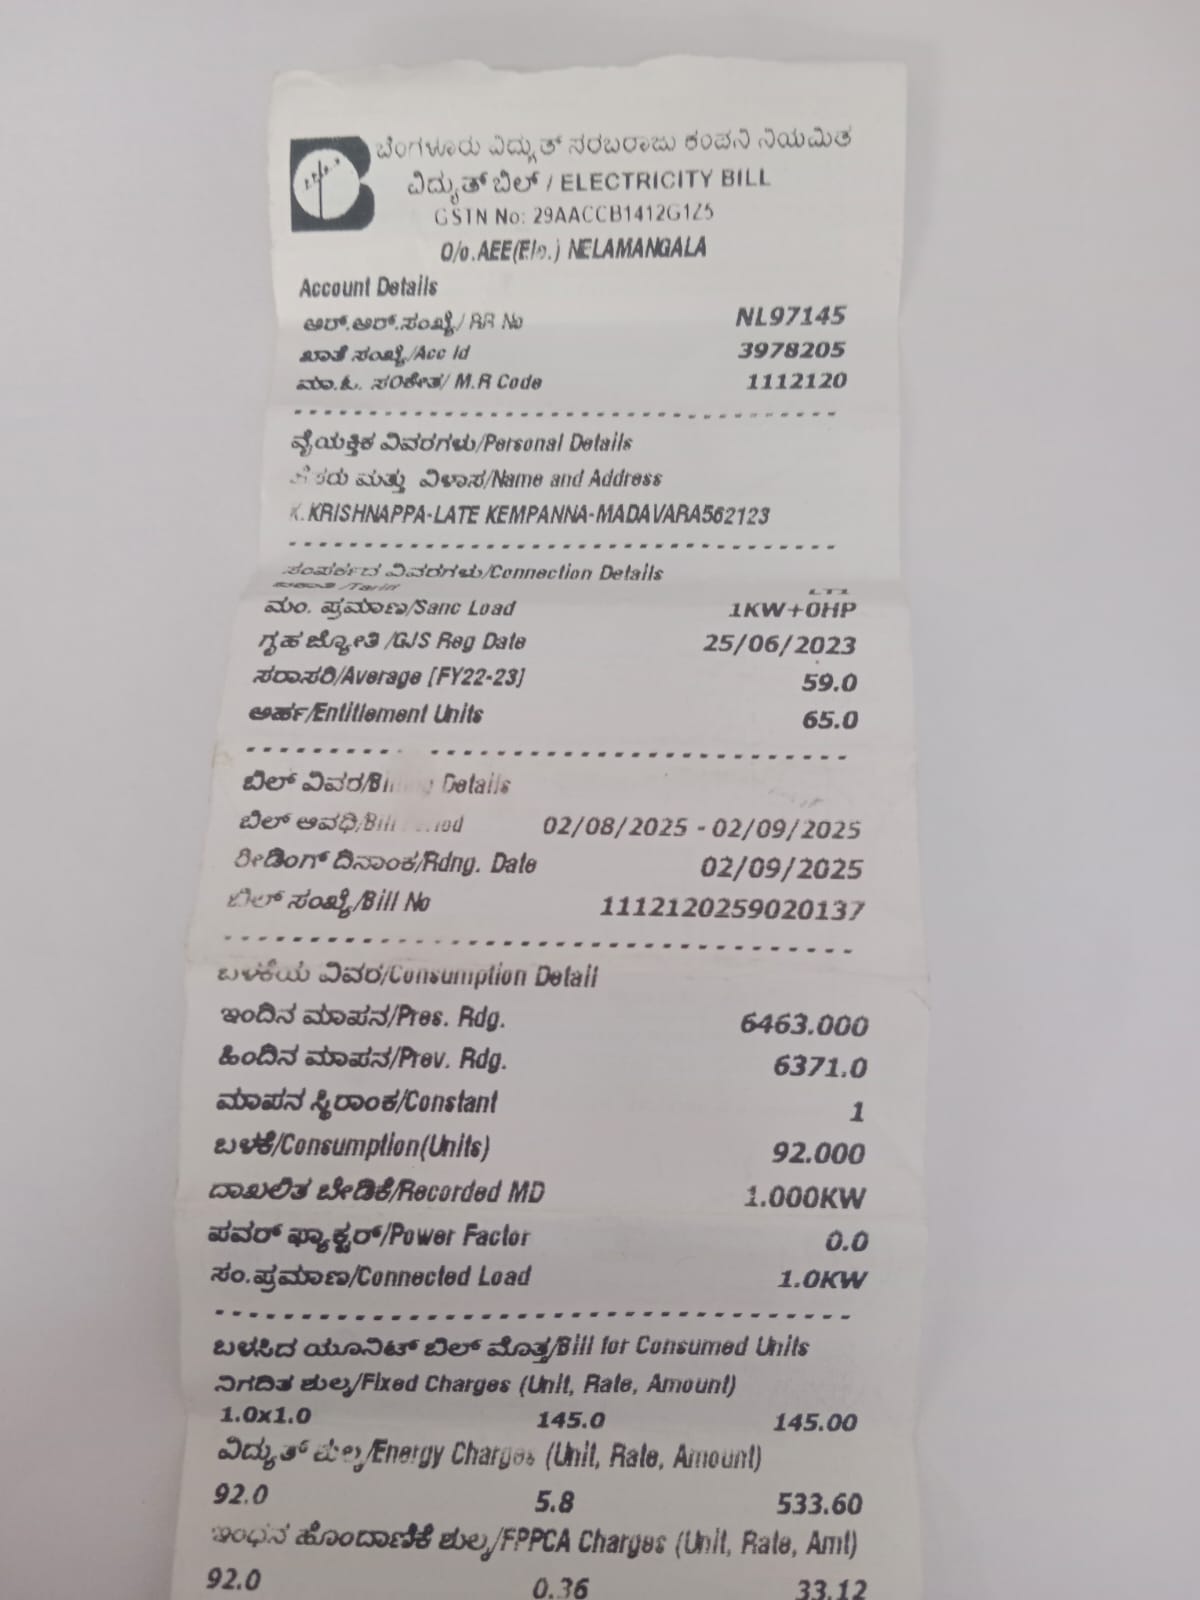 ಬೆಂಗಳೂರು ವಿದ್ಯುತ್ ಸರಬರಾಜು ಕಂಪನಿ ನಿಯಮಿತ
ವಿದ್ಯುತ್ ಬಿಲ್ / ELECTRICITY BILL
GSTN No: 29AACCB1412G1Z5
O/o.AEE(Ele.) NELAMANGALA
Account Details
ಆರ್.ಆರ್.ಸಂಖ್ಯೆ/ RR No NL97145
ಖಾತೆ ಸಂಖ್ಯೆ/Acc Id 3978205
ಮಾ.ಓ. ಸಂಕೇತ/ M.R Code 1112120
ವೈಯಕ್ತಿಕ ವಿವರಗಳು/Personal Details
ಹೆಸರು ಮತ್ತು ವಿಳಾಸ/Name and Address
K.KRISHNAPPA-LATE KEMPANNA-MADAVARA562123
ಸಂಪರ್ಕದ ವಿವರಗಳು/Connection Details
/Tariff LT1
ಮಂ. ಪ್ರಮಾಣ/Sanc Load 1KW+0HP
ಗೃಹ ಜ್ಯೋತಿ /GJS Reg Date 25/06/2023
ಸರಾಸರಿ/Average [FY22-23] 59.0
ಅರ್ಹ/Entitlement Units 65.0
ಬಿಲ್ ವಿವರ/Billing Details
ಬಿಲ್ ಅವಧಿ/Bill Period 02/08/2025 - 02/09/2025
ರೀಡಿಂಗ್ ದಿನಾಂಕ/Rdng. Date 02/09/2025
ಬಿಲ್ ಸಂಖ್ಯೆ/Bill No 1112120259020137
ಬಳಕೆಯ ವಿವರ/Consumption Detail
ಇಂದಿನ ಮಾಪನ/Pres. Rdg. 6463.000
ಹಿಂದಿನ ಮಾಪನ/Prev. Rdg. 6371.0
ಮಾಪನ ಸ್ಥಿರಾಂಕ/Constant 1
ಬಳಕೆ/Consumption(Units) 92.000
ದಾಖಲಿತ ಬೇಡಿಕೆ/Recorded MD 1.000KW
ಪವರ್ ಫ್ಯಾಕ್ಟರ್/Power Factor 0.0
ಸಂ.ಪ್ರಮಾಣ/Connected Load 1.0KW
ಬಳಸಿದ ಯೂನಿಟ್ ಬಿಲ್ ಮೊತ್ತ/Bill for Consumed Units
ನಿಗದಿತ ಶುಲ್ಕ/Fixed Charges (Unit, Rate, Amount)
1.0x1.0 145.0 145.00
ವಿದ್ಯುತ್ ಶುಲ್ಕ/Energy Charges (Unit, Rate, Amount)
92.0 5.8 533.60
ಇಂಧನ ಹೊಂದಾಣಿಕೆ ಶುಲ್ಕ/FPPCA Charges (Unit, Rate, Amt)
92.0 0.36 33.12